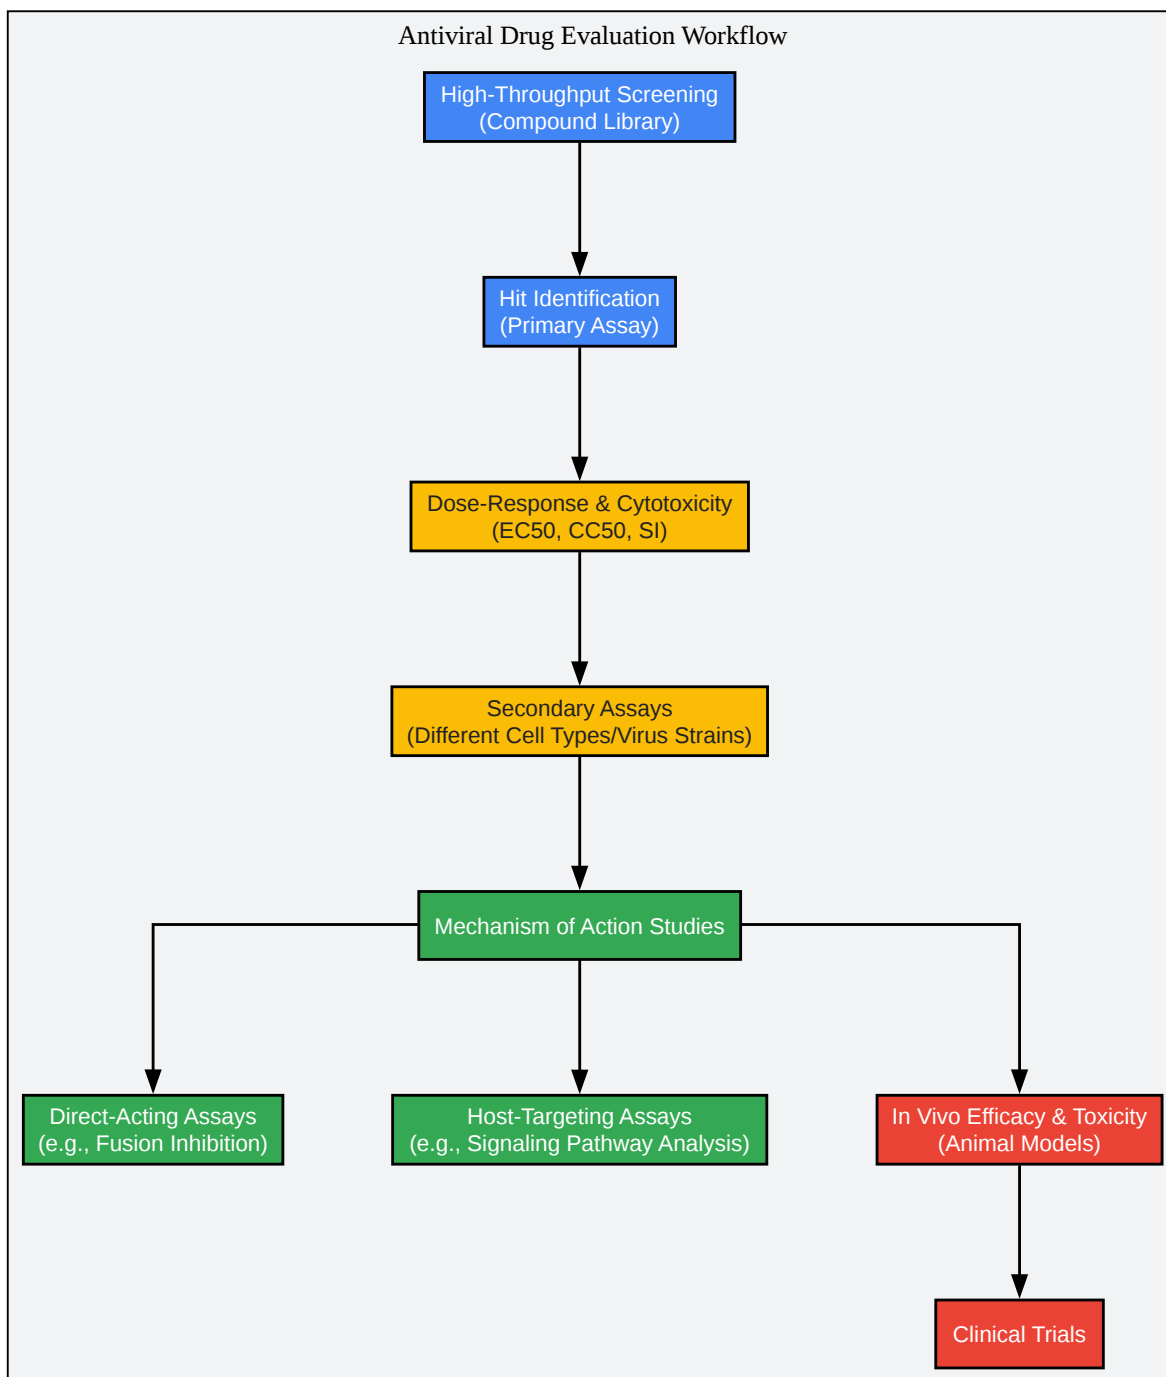 Antiviral Drug Evaluation Workflow
High-Throughput Screening
(Compound Library)
Hit Identification
(Primary Assay)
Dose-Response & Cytotoxicity
(EC50, CC50, SI)
Secondary Assays
(Different Cell Types/Virus Strains)
Mechanism of Action Studies
Direct-Acting Assays
(e.g., Fusion Inhibition)
Host-Targeting Assays
(e.g., Signaling Pathway Analysis)
In Vivo Efficacy & Toxicity
(Animal Models)
Clinical Trials